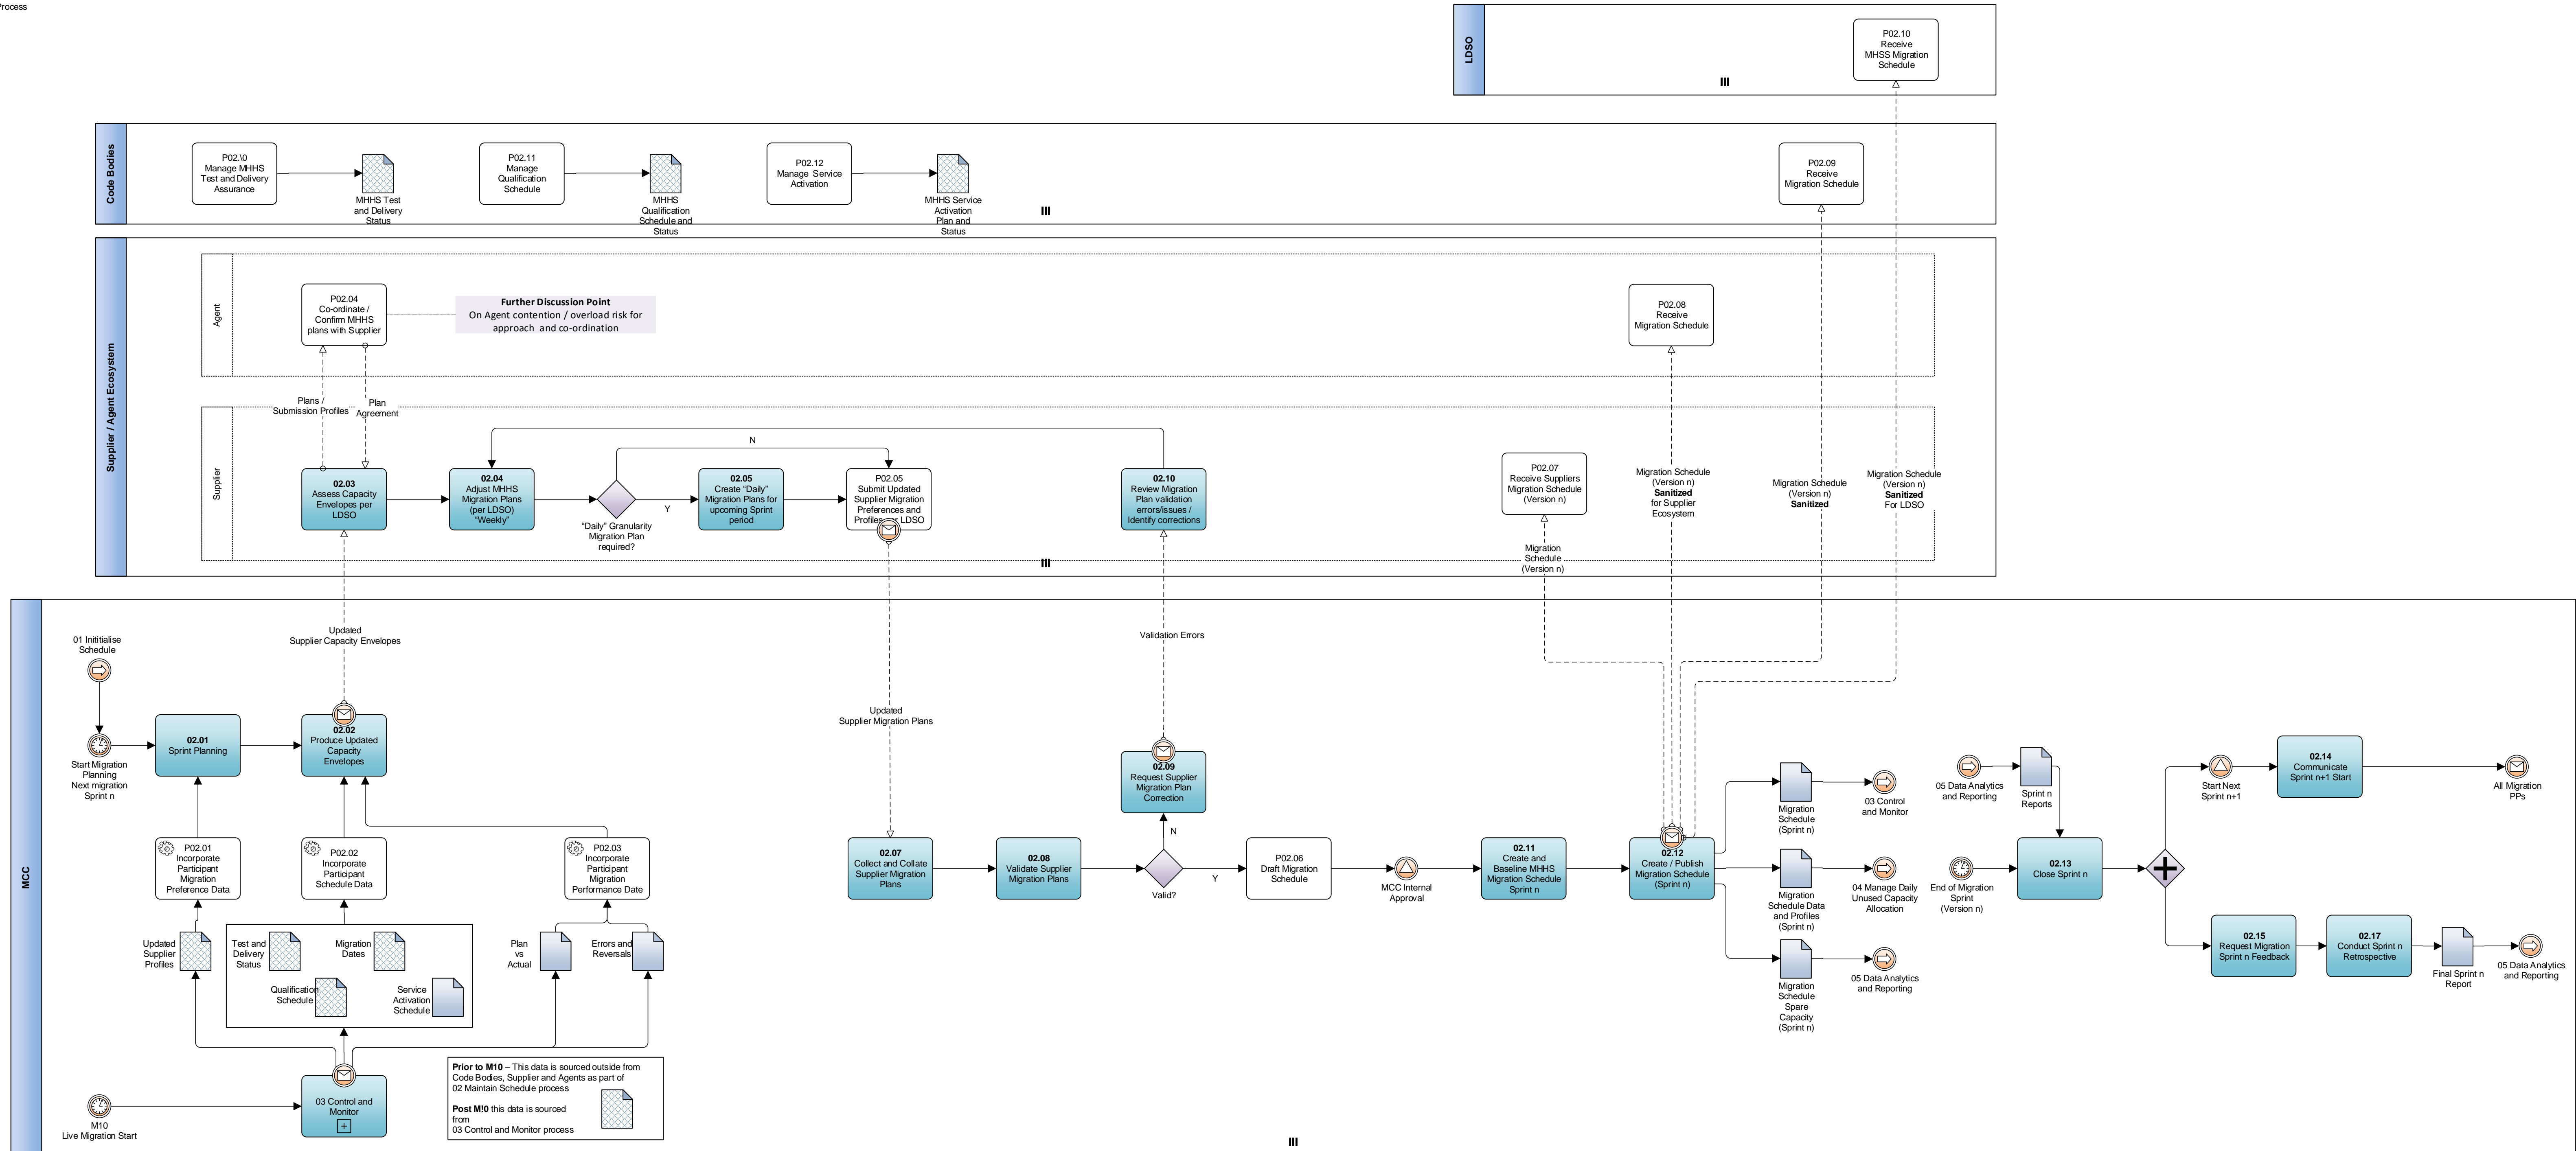 Process
LDSO
P02.10
Receive
MHSS Migration
Schedule
Code Bodies
P02.\0
Manage MHHS
Test and Delivery
Assurance
MHHS Test
and Delivery
Status
P02.11
Manage
Qualification
Schedule
MHHS
Qualification
Schedule and
Status
P02.12
Manage Service
Activation
MHHS Service
Activation
Plan and
Status
P02.09
Receive
Migration Schedule
Supplier / Agent Ecosystem
Agent
P02.04
Co-ordinate /
Confirm MHHS
plans with Supplier
Further Discussion Point
On Agent contention / overload risk for
approach and co-ordination
P02.08
Receive
Migration Schedule
Plans /
Submission Profiles
Plan
Agreement
Supplier
02.03
Assess Capacity
Envelopes per
LDSO
02.04
Adjust MHHS
Migration Plans
(per LDSO)
“Weekly”
N
Y
“Daily” Granularity
Migration Plan
required?
02.05
Create “Daily”
Migration Plans for
upcoming Sprint
period
P02.05
Submit Updated
Supplier Migration
Preferences and
Profiles per LDSO
02.10
Review Migration
Plan validation
errors/issues /
Identify corrections
P02.07
Receive Suppliers
Migration Schedule
(Version n)
Migration
Schedule
(Version n)
Migration Schedule
(Version n)
Sanitized
for Supplier
Ecosystem
Migration Schedule
(Version n)
Sanitized
Migration Schedule
(Version n)
Sanitized
For LDSO
MCC
01 Inititialise
Schedule
Start Migration
Planning
Next migration
Sprint n
02.01
Sprint Planning
Updated
Supplier Capacity Envelopes
02.02
Produce Updated
Capacity
Envelopes
P02.01
Incorporate
Participant
Migration
Preference Data
P02.02
Incorporate
Participant
Schedule Data
P02.03
Incorporate
Participant
Migration
Performance Date
Updated
Supplier
Profiles
Test and
Delivery
Status
Migration
Dates
Qualification
Schedule
Service
Activation
Schedule
Plan
vs
Actual
Errors and
Reversals
M10
Live Migration Start
03 Control and
Monitor
Prior to M10 – This data is sourced outside from
Code Bodies, Supplier and Agents as part of
02 Maintain Schedule process
Post M!0 this data is sourced
from
03 Control and Monitor process
Updated
Supplier Migration Plans
02.07
Collect and Collate
Supplier Migration
Plans
02.08
Validate Supplier
Migration Plans
Validation Errors
02.09
Request Supplier
Migration Plan
Correction
N
Y
Valid?
P02.06
Draft Migration
Schedule
MCC Internal
Approval
02.11
Create and
Baseline MHHS
Migration Schedule
Sprint n
02.12
Create / Publish
Migration Schedule
(Sprint n)
Migration
Schedule
(Sprint n)
03 Control
and Monitor
Migration
Schedule Data
and Profiles
(Sprint n)
04 Manage Daily
Unused Capacity
Allocation
Migration
Schedule
Spare
Capacity
(Sprint n)
05 Data Analytics
and Reporting
05 Data Analytics
and Reporting
Sprint n
Reports
End of Migration
Sprint
(Version n)
02.13
Close Sprint n
Start Next
Sprint n+1
02.14
Communicate
Sprint n+1 Start
All Migration
PPs
02.15
Request Migration
Sprint n Feedback
02.17
Conduct Sprint n
Retrospective
Final Sprint n
Report
05 Data Analytics
and Reporting